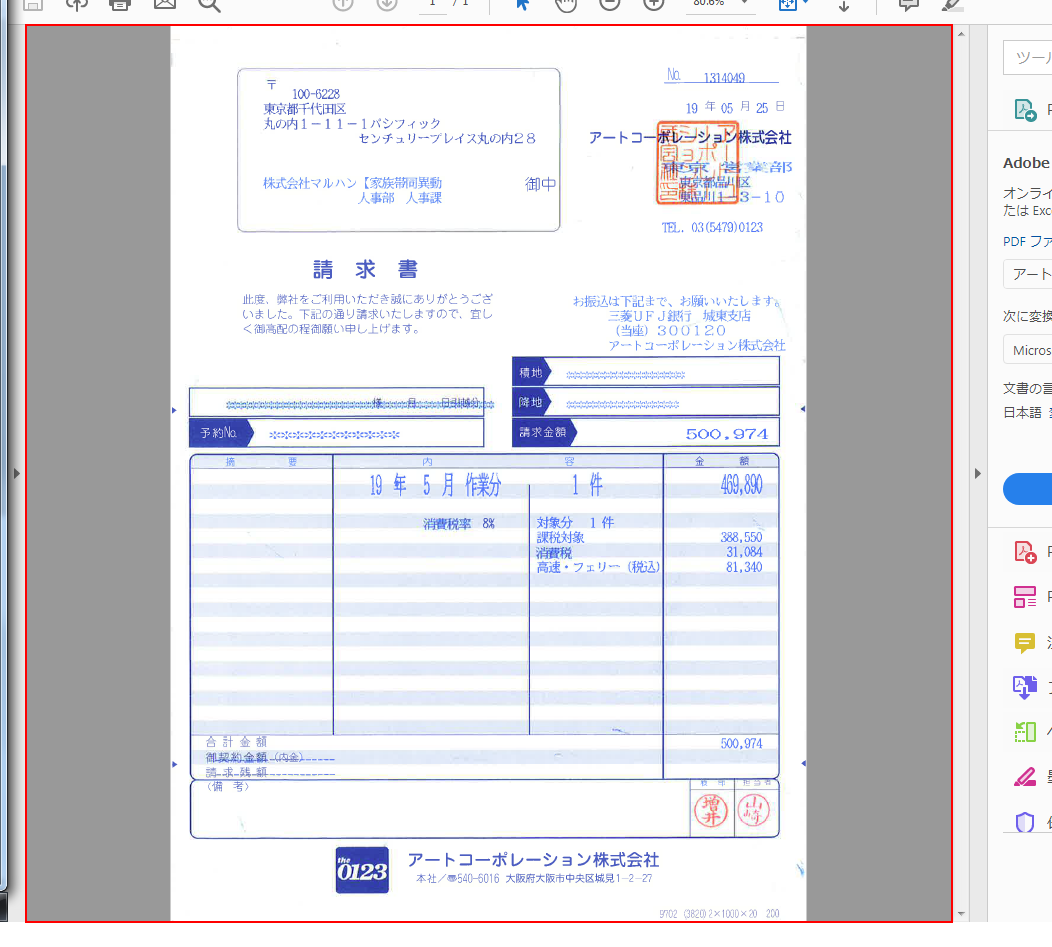 1 / 1
80.6%
〒
100-6228
東京都千代田区
丸の内1-11-1パシフィック
センチュリープレイス丸の内28
株式会社マルハン【家族帯同異動
人事部 人事課
御中
No. 1314049
19 年 05 月 25 日
アートコーポレーション株式会社
東京 営業部
東京都品川区
東品川1-3-10
TEL. 03(5479)0123
請 求 書
此度、弊社をご利用いただき誠にありがとうござ
いました。下記の通り請求いたしますので、宜し
く御高配の程御願い申し上げます。
お振込は下記まで、お願いいたします。
三菱UFJ銀行 城東支店
(当座)300120
アートコーポレーション株式会社
積地
様 月 日引越分
降地
予約No.
請求金額 500,974
摘 要 内 容 金 額
19 年 5 月 作業分 1 件 469,890
消費税率 8% 対象分 1 件
課税対象 388,550
消費税 31,084
高速・フェリー(税込) 81,340
合 計 金 額 500,974
御契約金額(内金)
請 求 残 額
(備 考)
担当者
増井
山崎
the 0123
アートコーポレーション株式会社
本社/〠540-6016 大阪府大阪市中央区城見1-2-27
9702 (3820)2×1000×20 200
ツール
Adobe
オンライ
たは Exc
PDF ファ
アート
次に変換
Micros
文書の言
日本語